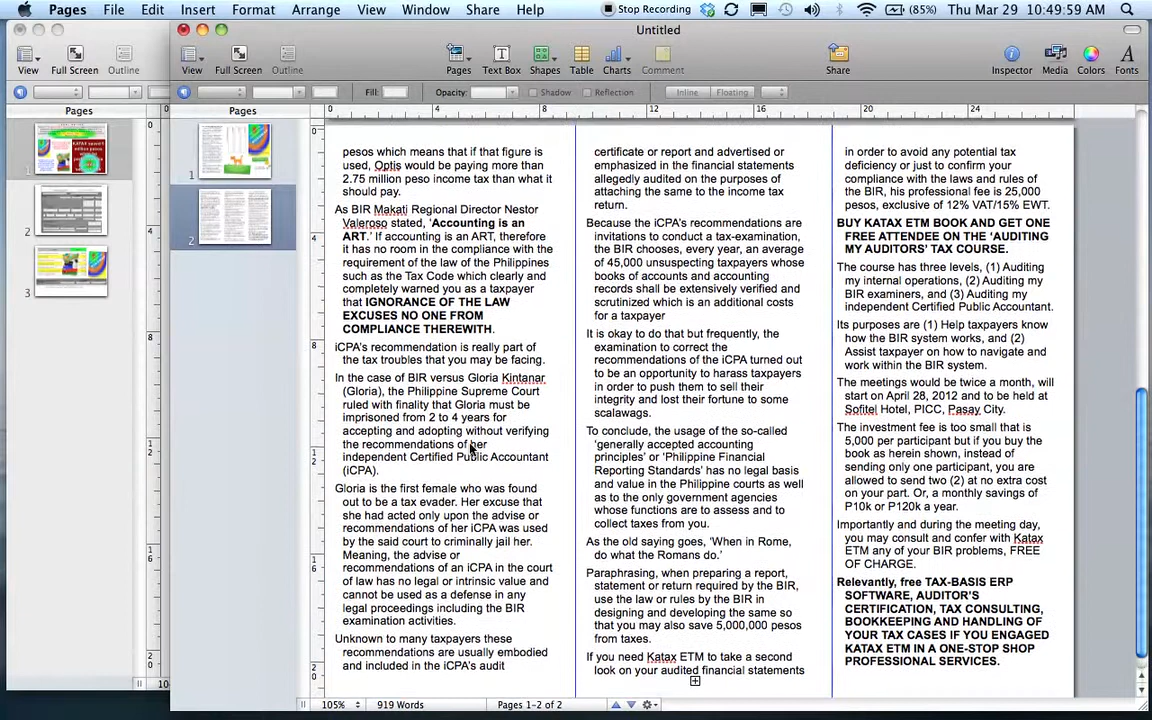 Pages File Edit Insert Format Arrange View Window Share Help
Stop Recording
(85%) Thu Mar 29 10:49:59 AM
Untitled
View Full Screen Outline
View Full Screen Outline
Pages Text Box Shapes Table Charts Comment
Share
Inspector Media Colors Fonts
Fill: Opacity: Shadow Reflection Inline Floating
Pages
1
2
3
Pages
1
2
0 4 8 12 16 20 24
pesos which means that if that figure is
used, Optis would be paying more than
2.75 million peso income tax than what it
should pay.
As BIR Makati Regional Director Nestor
Valeroso stated, 'Accounting is an
ART.' If accounting is an ART, therefore
it has no room in the compliance with the
requirement of the law of the Philippines
such as the Tax Code which clearly and
completely warned you as a taxpayer
that IGNORANCE OF THE LAW
EXCUSES NO ONE FROM
COMPLIANCE THEREWITH.
iCPA's recommendation is really part of
the tax troubles that you may be facing.
In the case of BIR versus Gloria Kintanar
(Gloria), the Philippine Supreme Court
ruled with finality that Gloria must be
imprisoned from 2 to 4 years for
accepting and adopting without verifying
the recommendations of her
independent Certified Public Accountant
(iCPA).
Gloria is the first female who was found
out to be a tax evader. Her excuse that
she had acted only upon the advise or
recommendations of her iCPA was used
by the said court to criminally jail her.
Meaning, the advise or
recommendations of an iCPA in the court
of law has no legal or intrinsic value and
cannot be used as a defense in any
legal proceedings including the BIR
examination activities.
Unknown to many taxpayers these
recommendations are usually embodied
and included in the iCPA's audit
certificate or report and advertised or
emphasized in the financial statements
allegedly audited on the purposes of
attaching the same to the income tax
return.
Because the iCPA's recommendations are
invitations to conduct a tax-examination,
the BIR chooses, every year, an average
of 45,000 unsuspecting taxpayers whose
books of accounts and accounting
records shall be extensively verified and
scrutinized which is an additional costs
for a taxpayer
It is okay to do that but frequently, the
examination to correct the
recommendations of the iCPA turned out
to be an opportunity to harass taxpayers
in order to push them to sell their
integrity and lost their fortune to some
scalawags.
To conclude, the usage of the so-called
'generally accepted accounting
principles' or 'Philippine Financial
Reporting Standards' has no legal basis
and value in the Philippine courts as well
as to the only government agencies
whose functions are to assess and to
collect taxes from you.
As the old saying goes, 'When in Rome,
do what the Romans do.'
Paraphrasing, when preparing a report,
statement or return required by the BIR,
use the law or rules by the BIR in
designing and developing the same so
that you may also save 5,000,000 pesos
from taxes.
If you need Katax ETM to take a second
look on your audited financial statements
in order to avoid any potential tax
deficiency or just to confirm your
compliance with the laws and rules of
the BIR, his professional fee is 25,000
pesos, exclusive of 12% VAT/15% EWT.
BUY KATAX ETM BOOK AND GET ONE
FREE ATTENDEE ON THE 'AUDITING
MY AUDITORS' TAX COURSE.
The course has three levels, (1) Auditing
my internal operations, (2) Auditing my
BIR examiners, and (3) Auditing my
independent Certified Public Accountant.
Its purposes are (1) Help taxpayers know
how the BIR system works, and (2)
Assist taxpayer on how to navigate and
work within the BIR system.
The meetings would be twice a month, will
start on April 28, 2012 and to be held at
Sofitel Hotel, PICC, Pasay City.
The investment fee is too small that is
5,000 per participant but if you buy the
book as herein shown, instead of
sending only one participant, you are
allowed to send two (2) at no extra cost
on your part. Or, a monthly savings of
P10k or P120k a year.
Importantly and during the meeting day,
you may consult and confer with Katax
ETM any of your BIR problems, FREE
OF CHARGE.
Relevantly, free TAX-BASIS ERP
SOFTWARE, AUDITOR'S
CERTIFICATION, TAX CONSULTING,
BOOKKEEPING AND HANDLING OF
YOUR TAX CASES IF YOU ENGAGED
KATAX ETM IN A ONE-STOP SHOP
PROFESSIONAL SERVICES.
105% 919 Words Pages 1-2 of 2